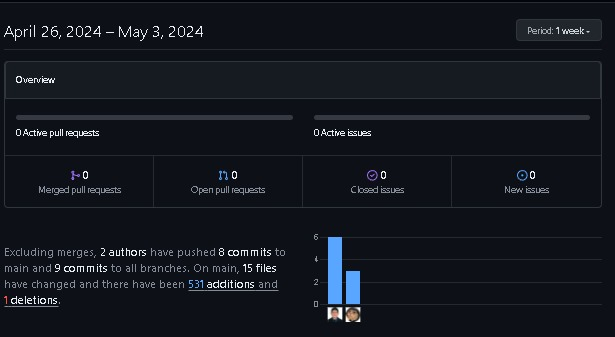 April 26, 2024 – May 3, 2024
Period: 1 week
Overview
0 Active pull requests
0 Active issues
0
Merged pull requests
0
Open pull requests
0
Closed issues
0
New issues
Excluding merges, 2 authors have pushed 8 commits to
main and 9 commits to all branches. On main, 15 files
have changed and there have been 531 additions and
1 deletions.
6
4
2
0